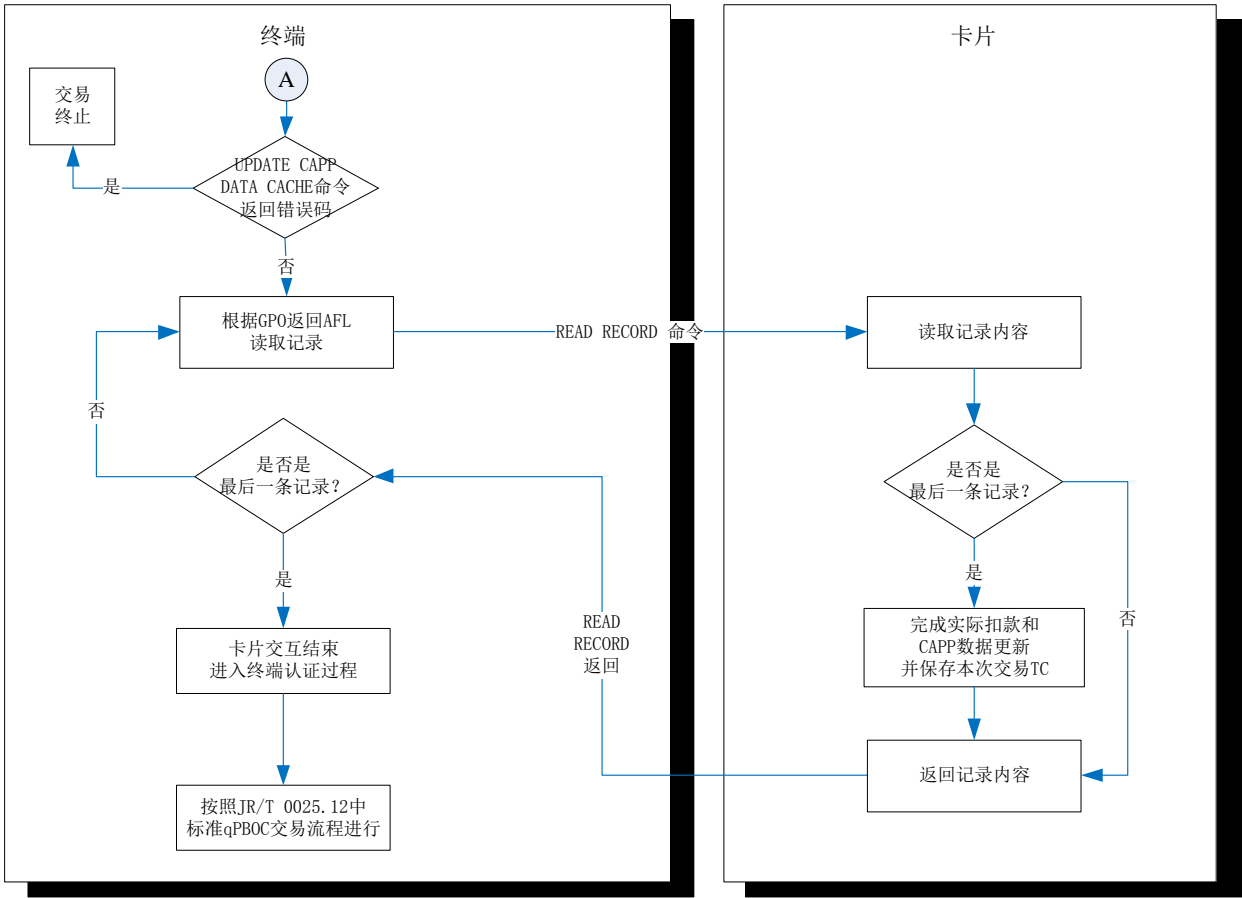 终端
A
交易
终止
UPDATE CAPP
DATA CACHE命令
返回错误码
是
否
根据GPO返回AFL
读取记录
READ RECORD 命令
否
是否是
最后一条记录？
是
卡片交互结束
进入终端认证过程
按照JR/T 0025.12中
标准qPBOC交易流程进行
READ
RECORD
返回
卡片
读取记录内容
是否是
最后一条记录？
是
否
完成实际扣款和
CAPP数据更新
并保存本次交易TC
返回记录内容